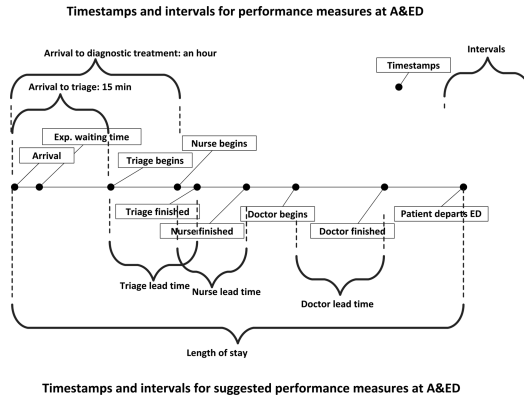 Timestamps and intervals for performance measures at A&ED
Intervals
Arrival to diagnostic treatment: an hour
Timestamps
Arrival to triage: 15 min
Exp. waiting time
Nurse begins
Arrival
Triage begins
Triage finished
Doctor begins
Patient departs ED
Nurse finished
Doctor finished
Triage lead time
Nurse lead time
Doctor lead time
Length of stay
Timestamps and intervals for suggested performance measures at A&ED